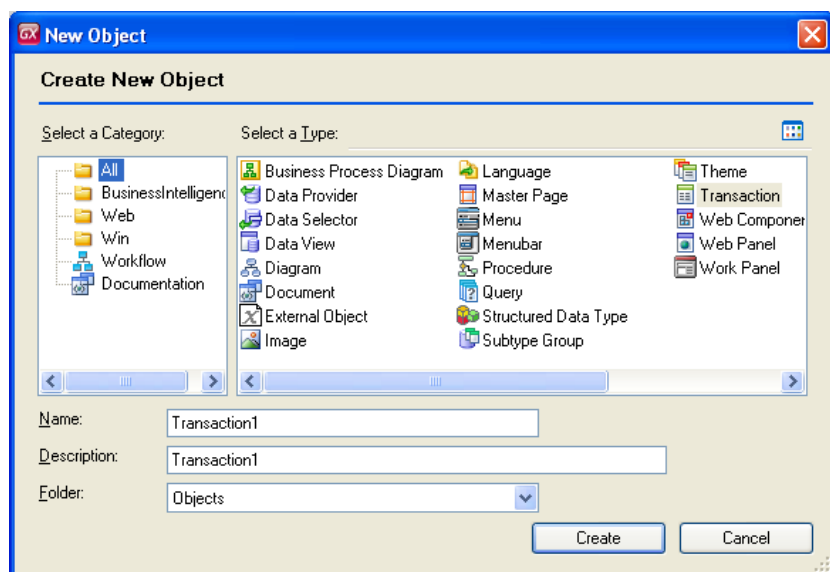 GX New Object
Create New Object
Select a Category:
Select a Type:
All
BusinessIntelligenc
Web
Win
Workflow
Documentation
Business Process Diagram
Data Provider
Data Selector
Data View
Diagram
Document
External Object
Image
Language
Master Page
Menu
Menubar
Procedure
Query
Structured Data Type
Subtype Group
Theme
Transaction
Web Componer
Web Panel
Work Panel
Name: Transaction1
Description: Transaction1
Folder: Objects
Create Cancel